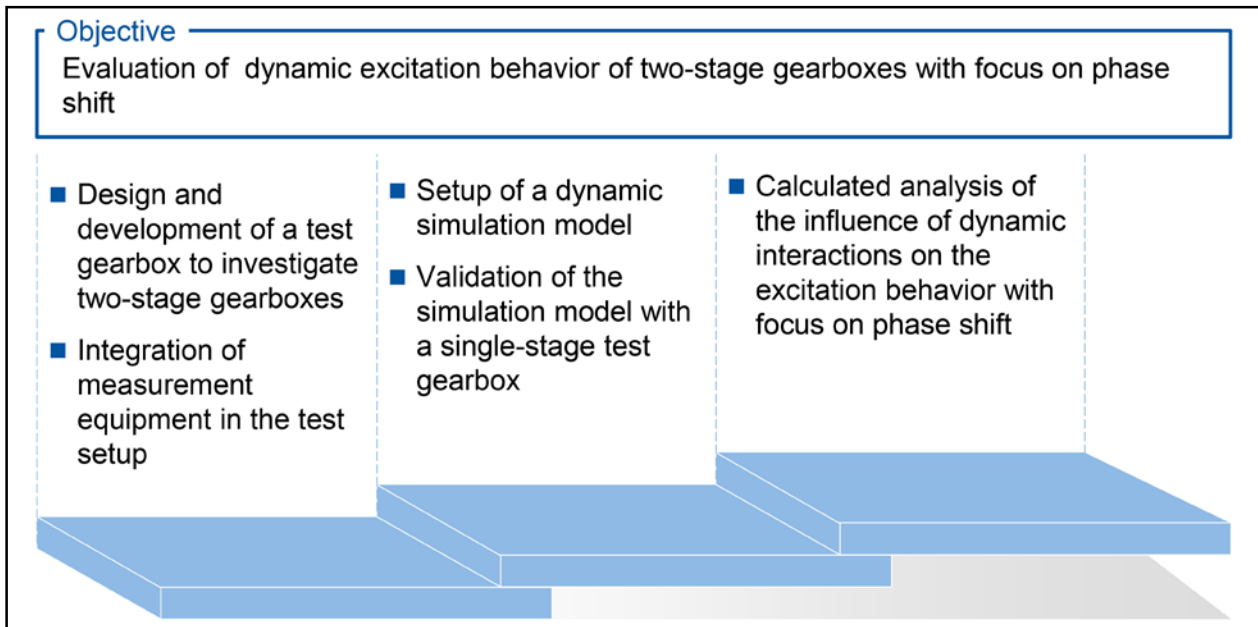 Objective
Evaluation of dynamic excitation behavior of two-stage gearboxes with focus on phase
shift
Design and
development of a test
gearbox to investigate
two-stage gearboxes
Integration of
measurement
equipment in the test
setup
Setup of a dynamic
simulation model
Validation of the
simulation model with
a single-stage test
gearbox
Calculated analysis of
the influence of dynamic
interactions on the
excitation behavior with
focus on phase shift